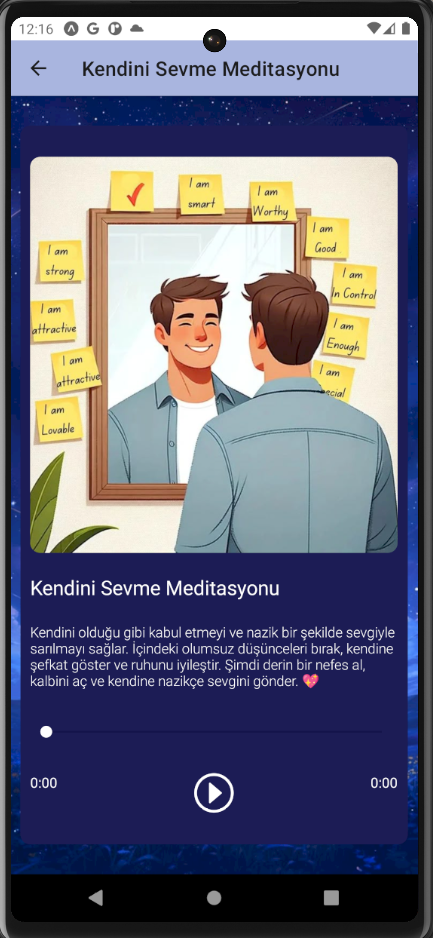 12:16
Kendini Sevme Meditasyonu
I am
smart
I am
Worthy
I am
Good
I am
strong
I am
In Control
I am
attractive
I am
Enough
I am
attractive
I am
I am
Lovable
Kendini Sevme Meditasyonu
Kendini olduğu gibi kabul etmeyi ve nazik bir şekilde sevgiyle
sarılmayı sağlar. İçindeki olumsuz düşünceleri bırak, kendine
şefkat göster ve ruhunu iyileştir. Şimdi derin bir nefes al,
kalbini aç ve kendine nazikçe sevgini gönder. 💖
0:00
0:00